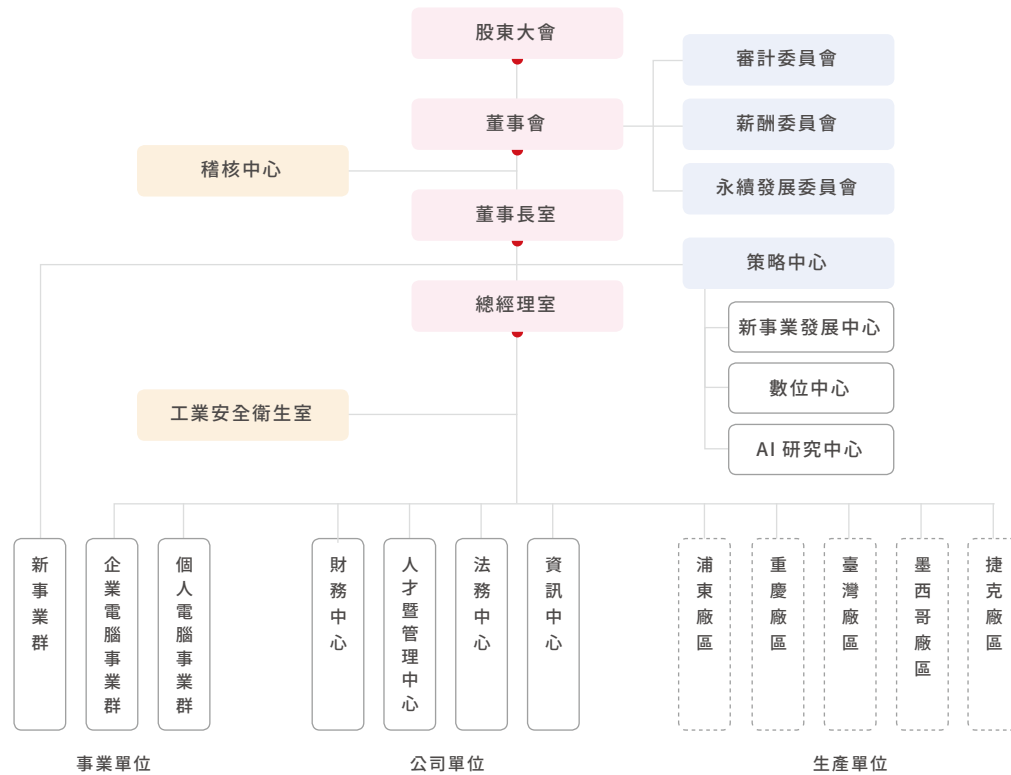 股東大會
審計委員會
董事會
薪酬委員會
稽核中心
永續發展委員會
董事長室
策略中心
總經理室
新事業發展中心
數位中心
工業安全衛生室
AI 研究中心
新事業群
企業電腦事業群
個人電腦事業群
財務中心
人才暨管理中心
法務中心
資訊中心
浦東廠區
重慶廠區
臺灣廠區
墨西哥廠區
捷克廠區
事業單位
公司單位
生產單位